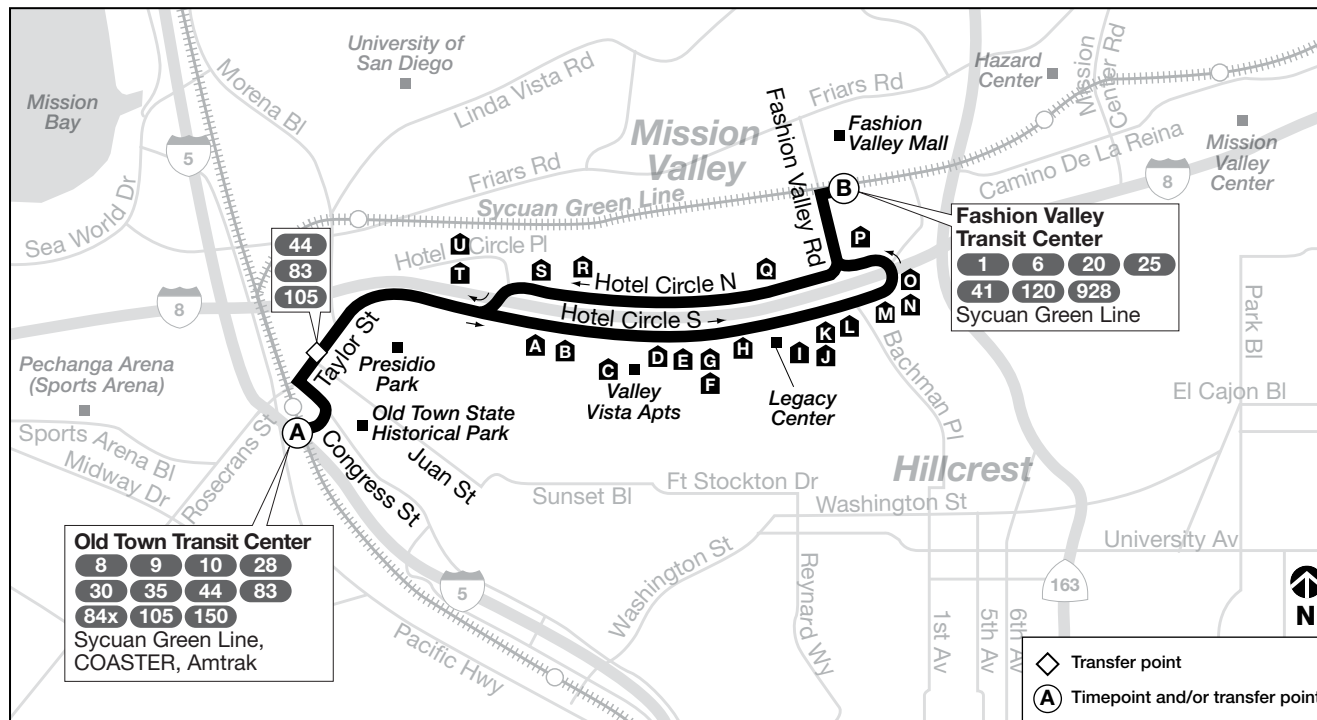 University of
San Diego
Linda Vista Rd
Morena Bl
Mission
Bay
5
Friars Rd
Hazard
Center
Mission
Center Rd
Mission
Valley
Fashion
Valley Mall
Fashion Valley Rd
Friars Rd
Sycuan Green Line
Camino De La Reina
8
Mission
Valley
Center
Sea World Dr
B
Fashion Valley
Transit Center
1 6 20 25
41 120 928
Sycuan Green Line
44
83
105
U
Hotel Circle Pl
T
S
R
Hotel Circle N
Q
P
O
N
M
Hotel Circle S
8
Taylor St
A
B
C
D
E
G
F
H
I
K
J
L
Presidio
Park
Valley
Vista Apts
Legacy
Center
Bachman Pl
Park Bl
El Cajon Bl
Pechanga Arena
(Sports Arena)
Old Town State
Historical Park
A
Sports Arena Bl
Midway Dr
Rosecrans St
Congress St
Juan St
Sunset Bl
Ft Stockton Dr
Hillcrest
Washington St
University Av
Old Town Transit Center
8 9 10 28
30 35 44 83
84x 105 150
Sycuan Green Line,
COASTER, Amtrak
5
Washington St
Reynard Wy
Pacific Hwy
163
1st Av
5th Av
6th Av
N
Transfer point
A Timepoint and/or transfer point